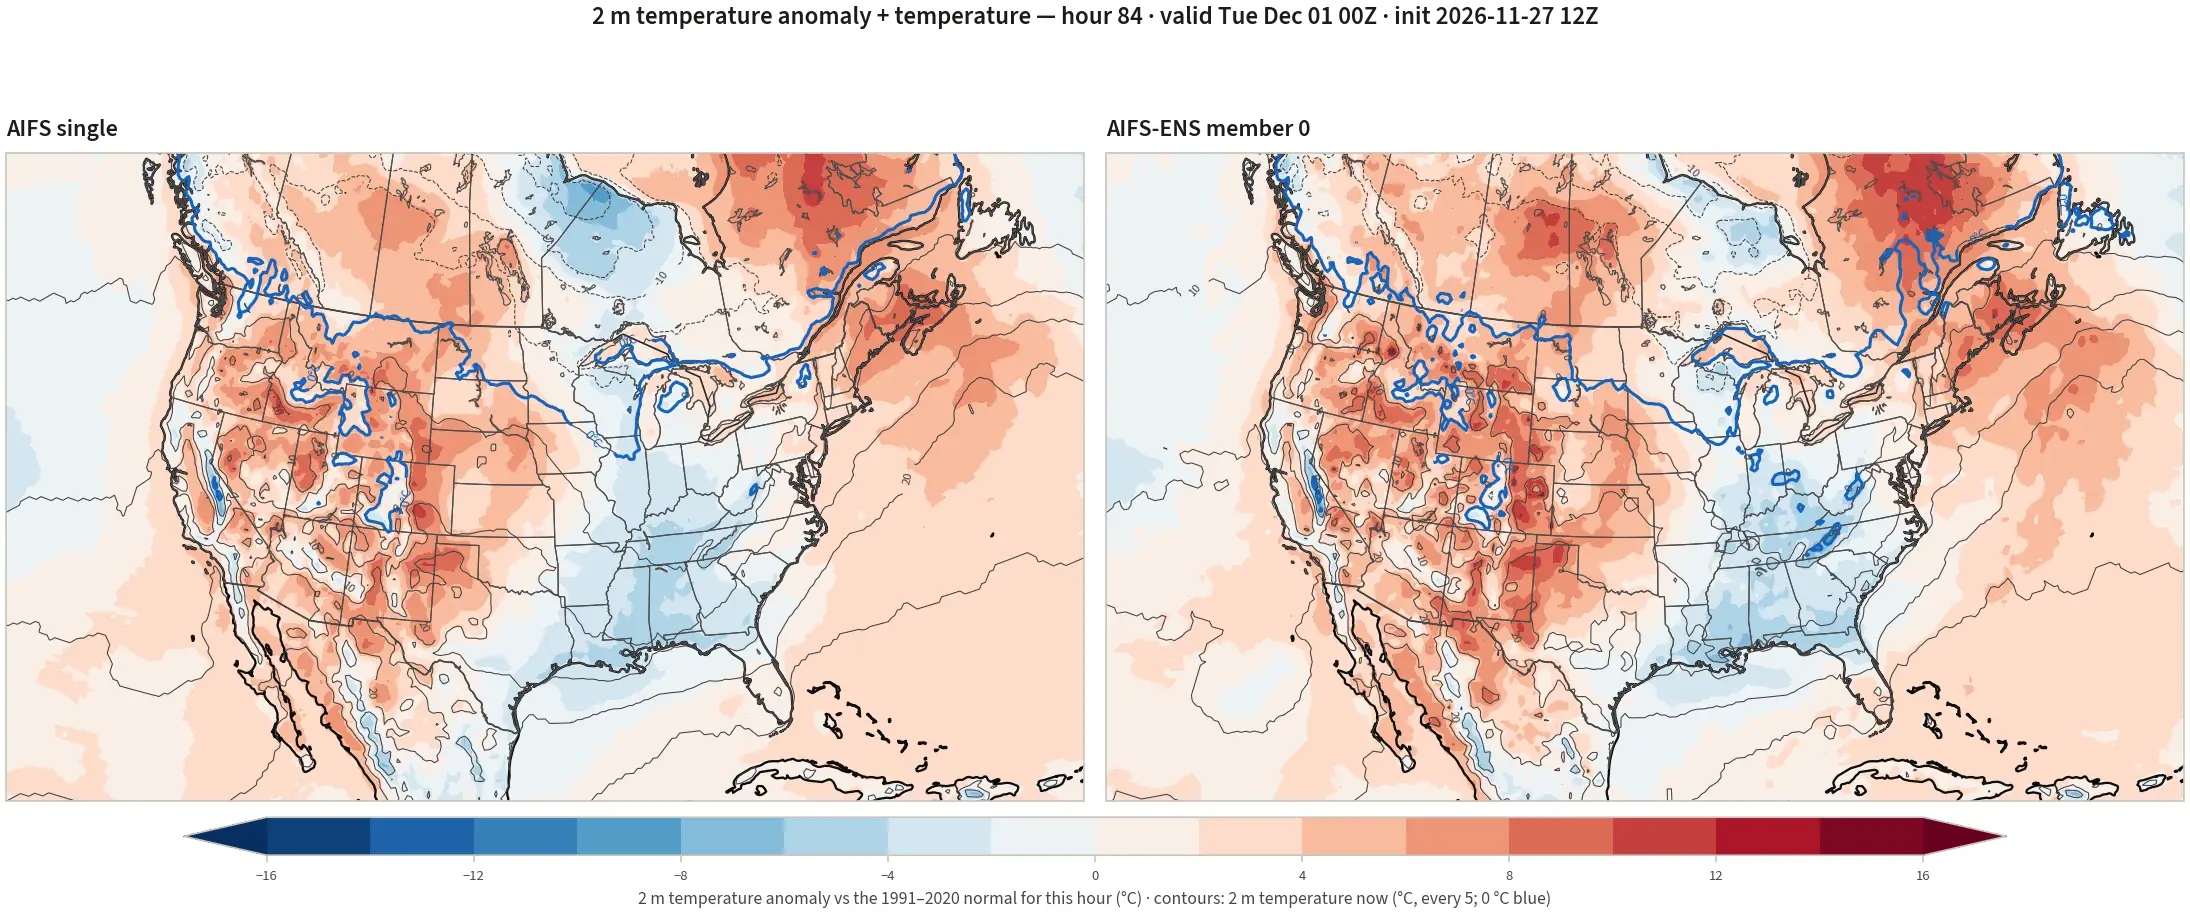 2 m temperature anomaly + temperature — hour 84 · valid Tue Dec 01 00Z · init 2026-11-27 12Z
AIFS single
AIFS-ENS member 0
−16
−12
−8
−4
0
4
8
12
16
2 m temperature anomaly vs the 1991–2020 normal for this hour (°C) · contours: 2 m temperature now (°C, every 5; 0 °C blue)